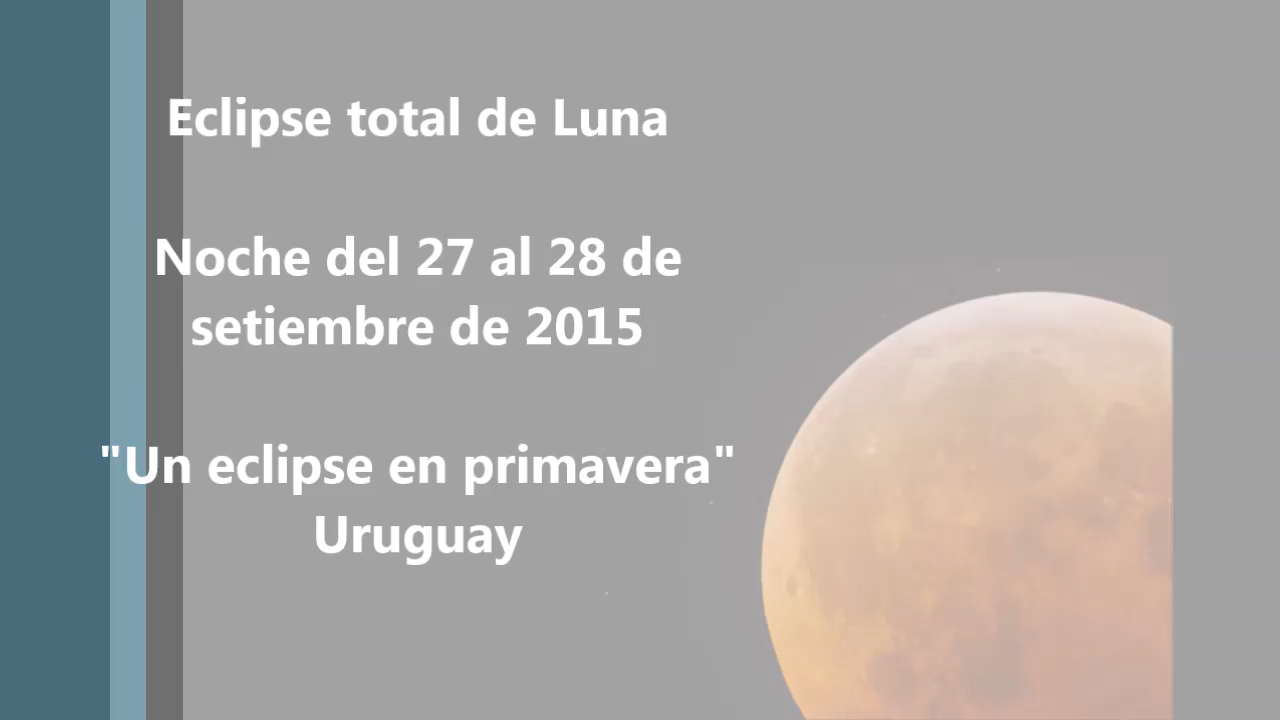 Eclipse total de Luna
Noche del 27 al 28 de
setiembre de 2015
"Un eclipse en primavera"
Uruguay